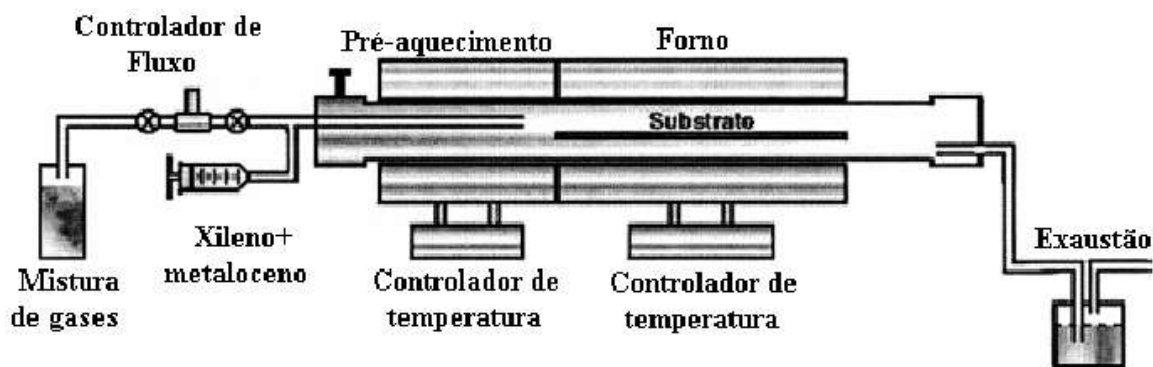 Controlador de
Fluxo
Pré-aquecimento
Forno
Substrato
Xileno+
metaloceno
Mistura
de gases
Controlador de
temperatura
Controlador de
temperatura
Exaustão